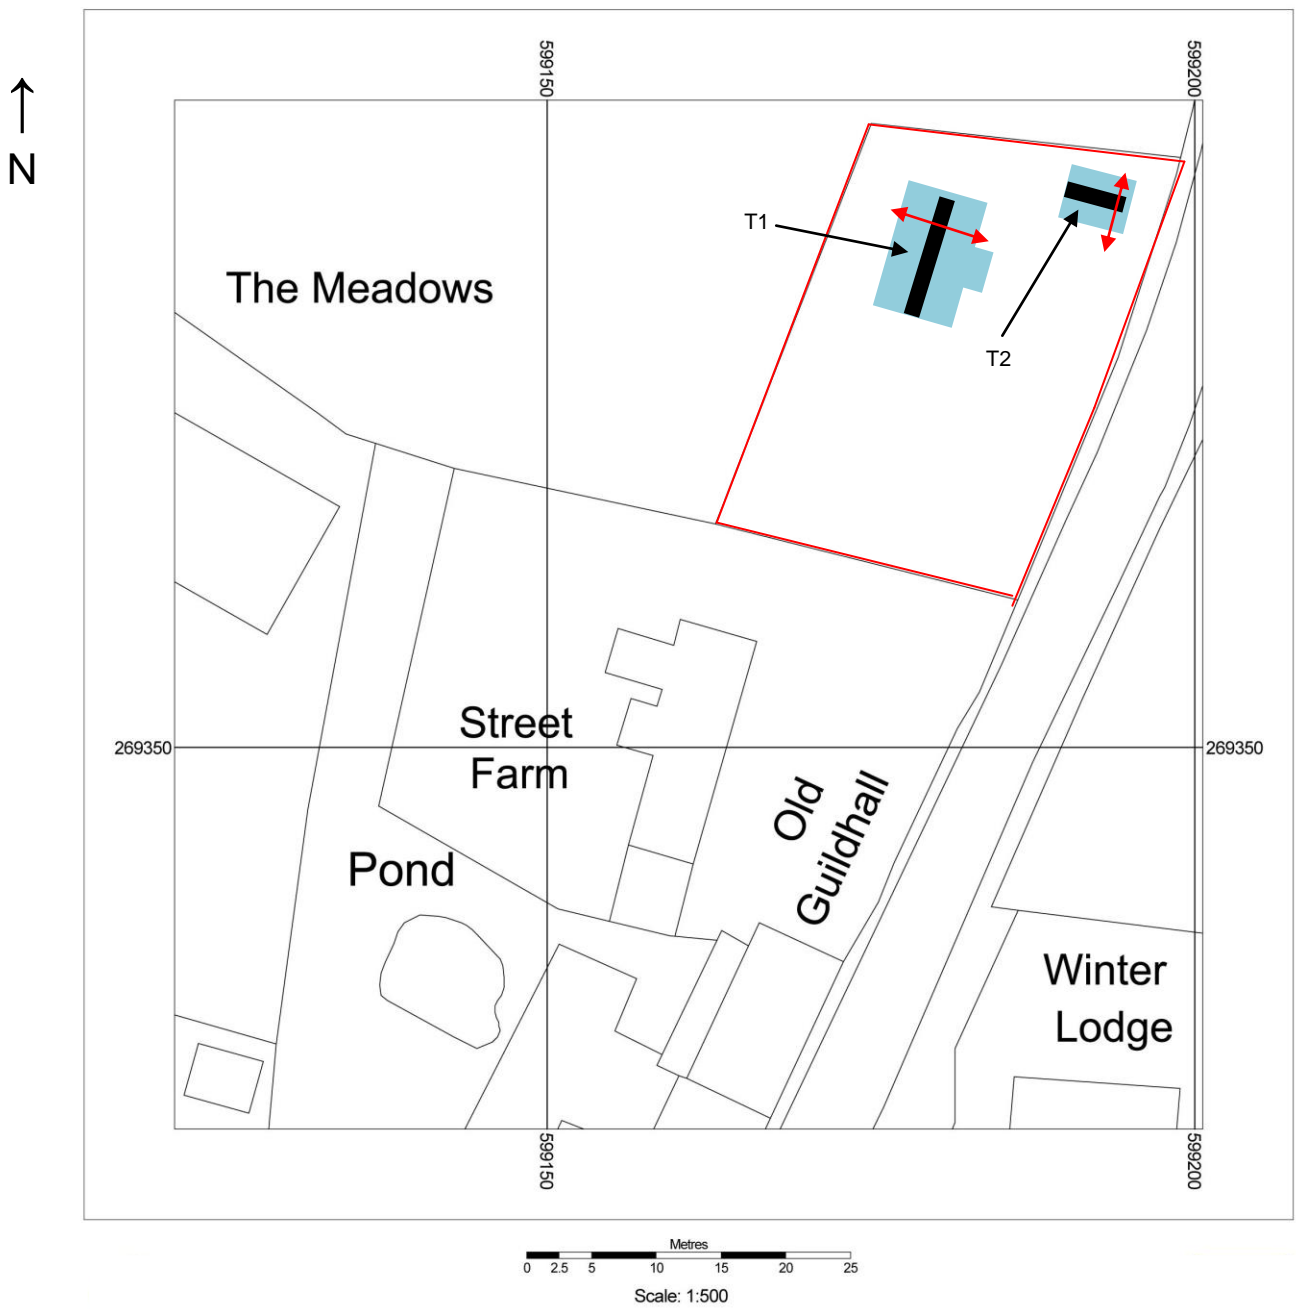 599150
599200
N
T1
The Meadows
T2
Street
Farm
269350
269350
Old
Guildhall
Pond
Winter
Lodge
599150
599200
Metres
0 2.5 5 10 15 20 25
Scale: 1:500